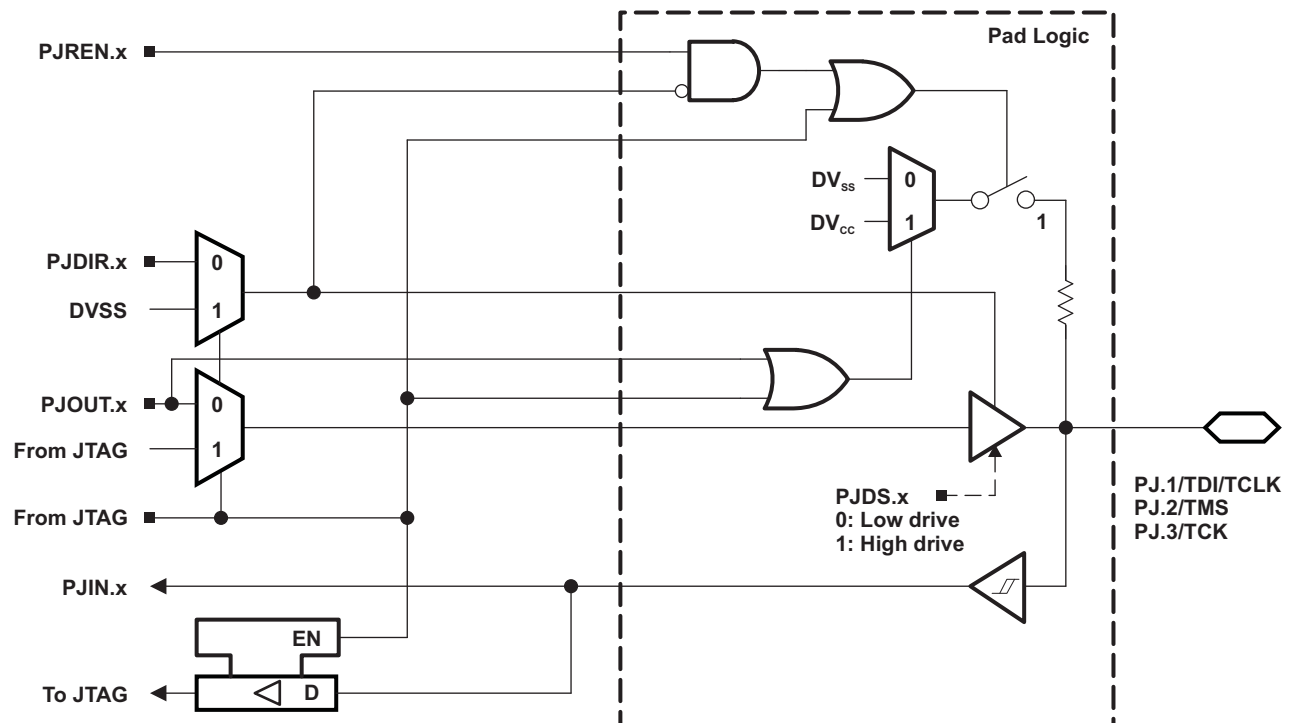 Pad Logic
PJREN.x
DVSS
0
DVCC
1
1
PJDIR.x
0
DVSS
1
PJOUT.x
0
From JTAG
1
PJDS.x
0: Low drive
1: High drive
PJ.1/TDI/TCLK
PJ.2/TMS
PJ.3/TCK
From JTAG
PJIN.x
EN
To JTAG
D